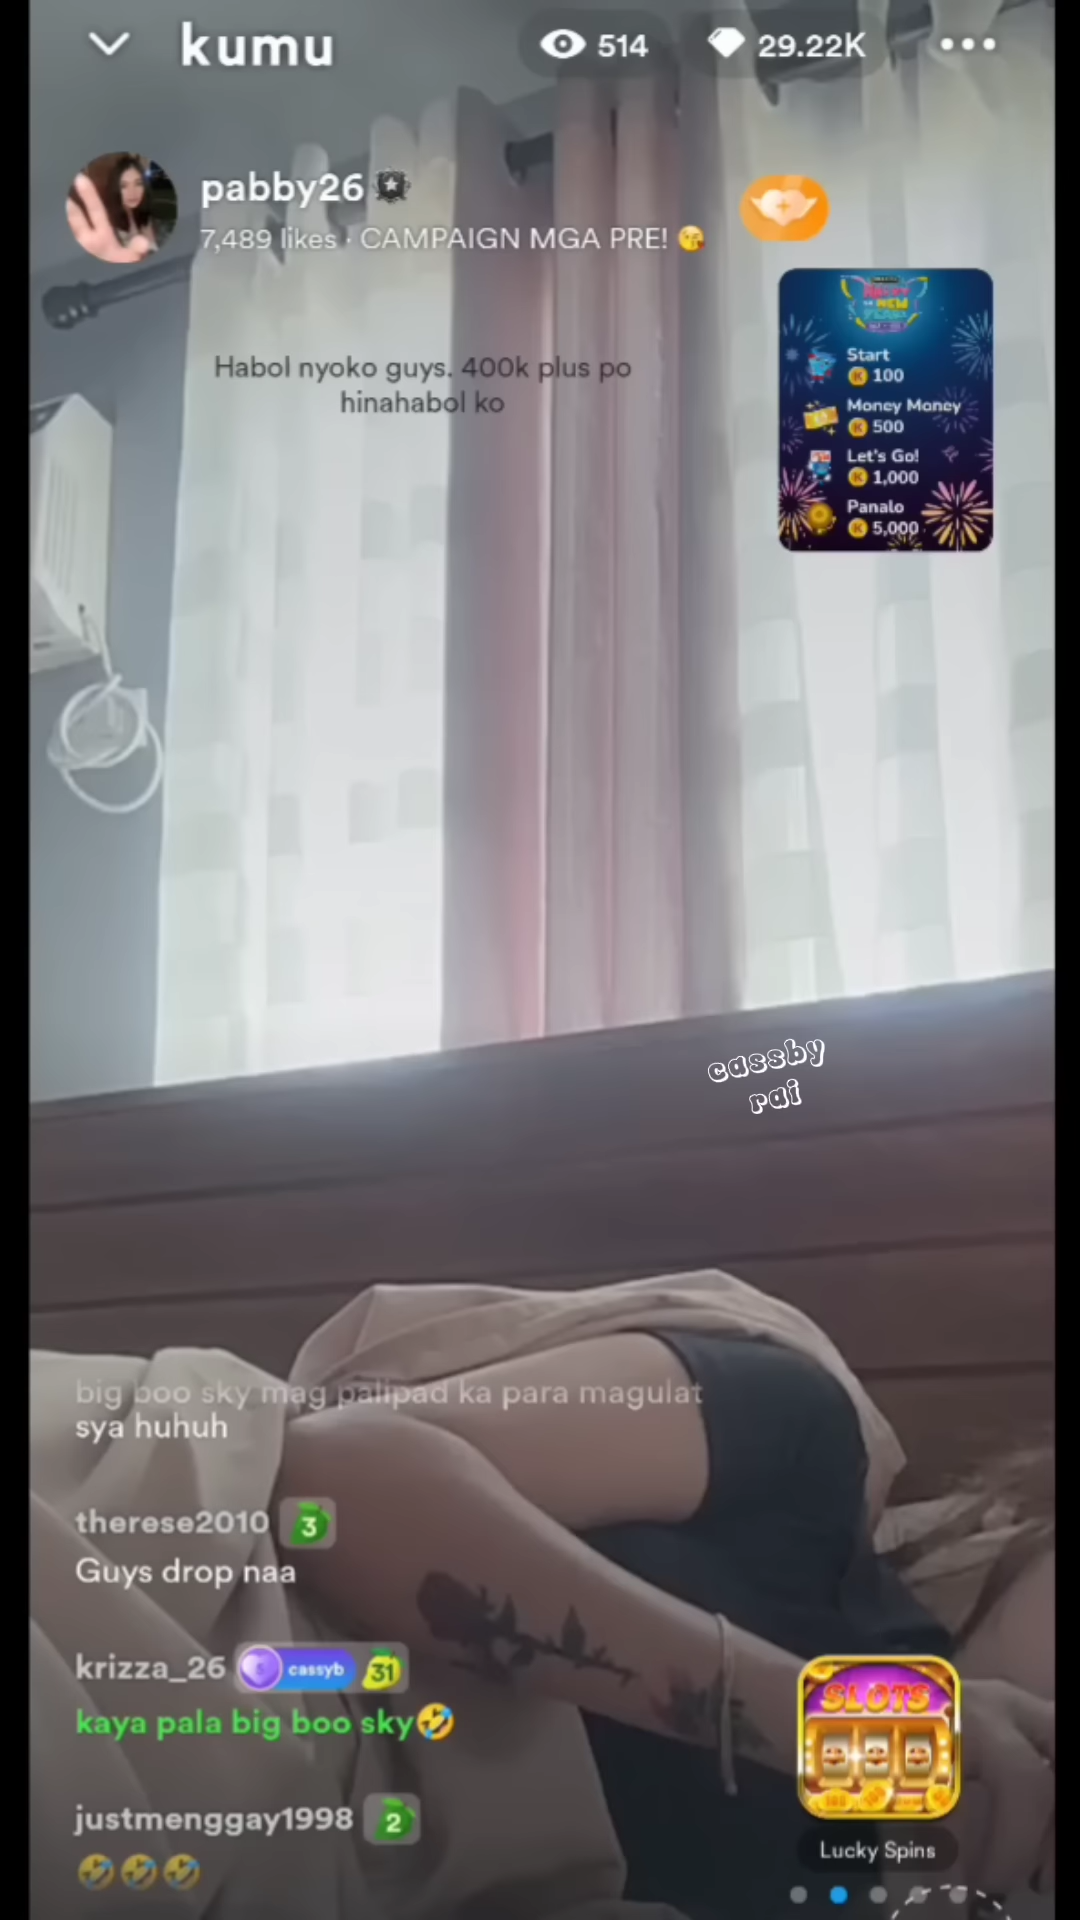 kumu
514
29.22K
pabby26
7,489 likes · CAMPAIGN MGA PRE! 😘
Habol nyoko guys. 400k plus po
hinahabol ko
Start
K 100
Money Money
K 500
Let's Go!
K 1,000
Panalo
K 5,000
cassby
rai
big boo sky mag palipad ka para magulat
sya huhuh
therese2010 3
Guys drop naa
krizza_26 cassyb 31
kaya pala big boo sky🤣
justmenggay1998 2
🤣🤣🤣
SLOTS
Lucky Spins